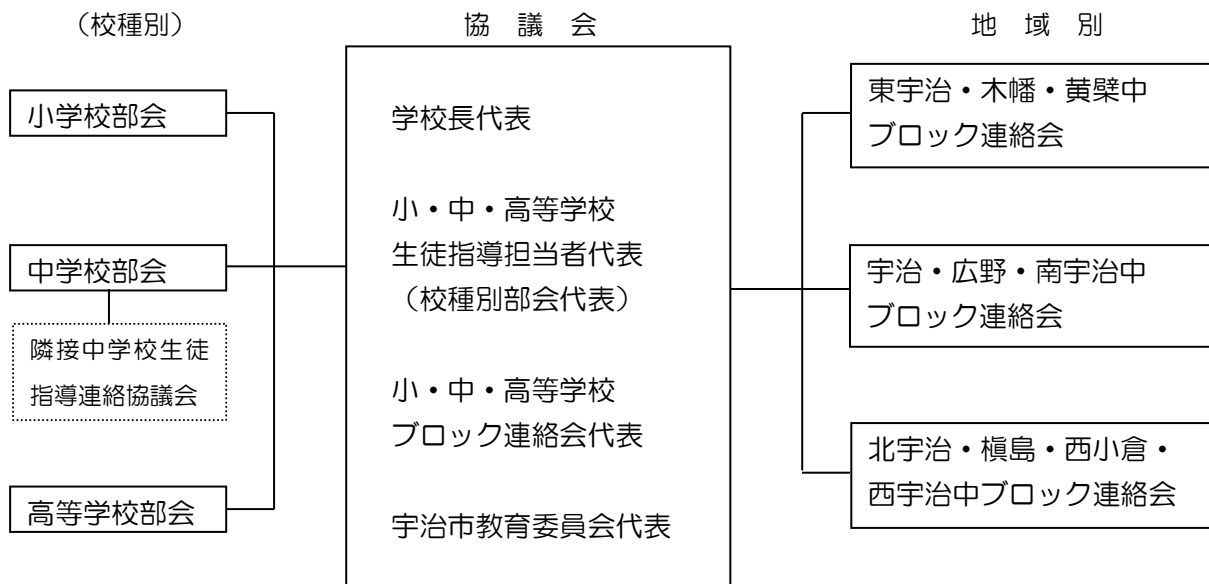 （校種別）
小学校部会
中学校部会
隣接中学校生徒
指導連絡協議会
高等学校部会
協　議　会
学校長代表
小・中・高等学校
生徒指導担当者代表
（校種別部会代表）
小・中・高等学校
ブロック連絡会代表
宇治市教育委員会代表
地　域　別
東宇治・木幡・黄檗中
ブロック連絡会
宇治・広野・南宇治中
ブロック連絡会
北宇治・槇島・西小倉・
西宇治中ブロック連絡会